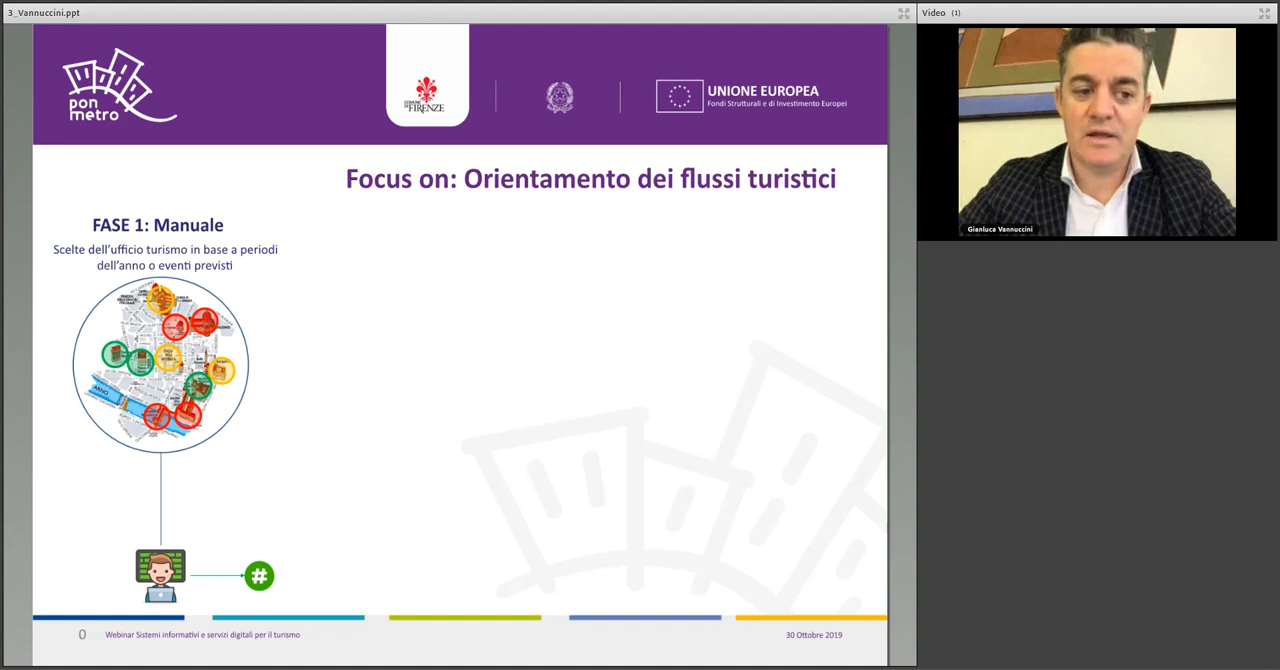 3_Vannuccini.ppt
Video (1)
pon
metro
COMUNE
DI FIRENZE
UNIONE EUROPEA
Fondi Strutturali e di Investimento Europei
Gianluca Vannuccini
Focus on: Orientamento dei flussi turistici
FASE 1: Manuale
Scelte dell'ufficio turismo in base a periodi
dell'anno o eventi previsti
ARNO
#
0
Webinar Sistemi informativi e servizi digitali per il turismo
30 Ottobre 2019